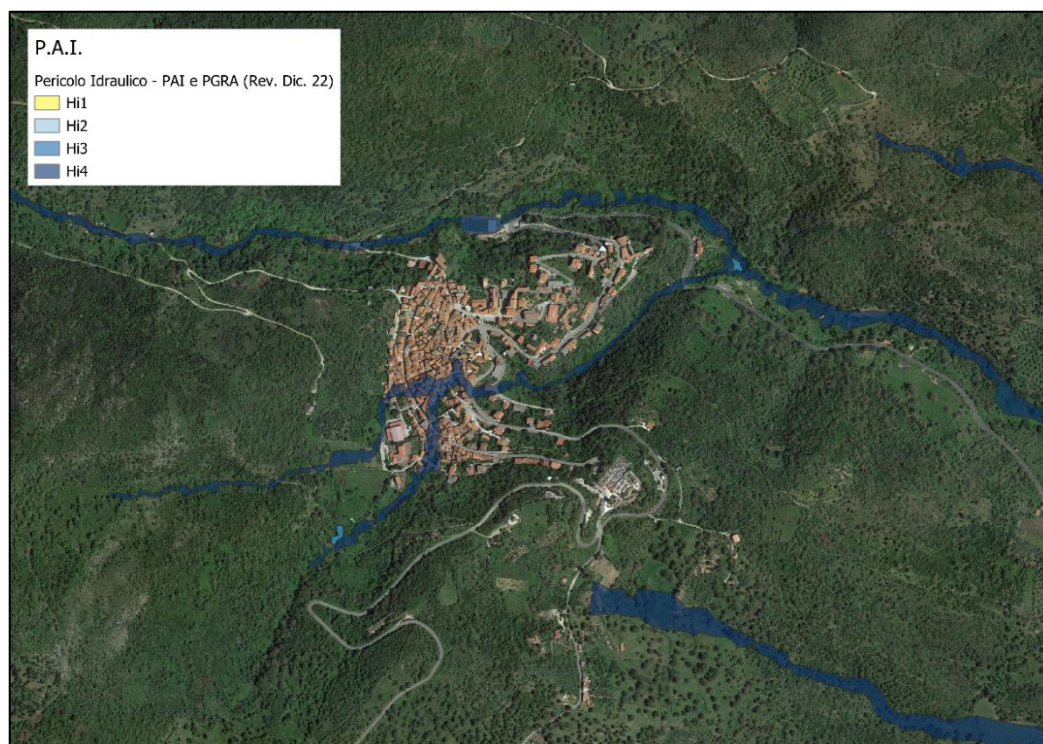 P.A.I.
Pericolo Idraulico - PAI e PGRA (Rev. Dic. 22)
Hi1
Hi2
Hi3
Hi4